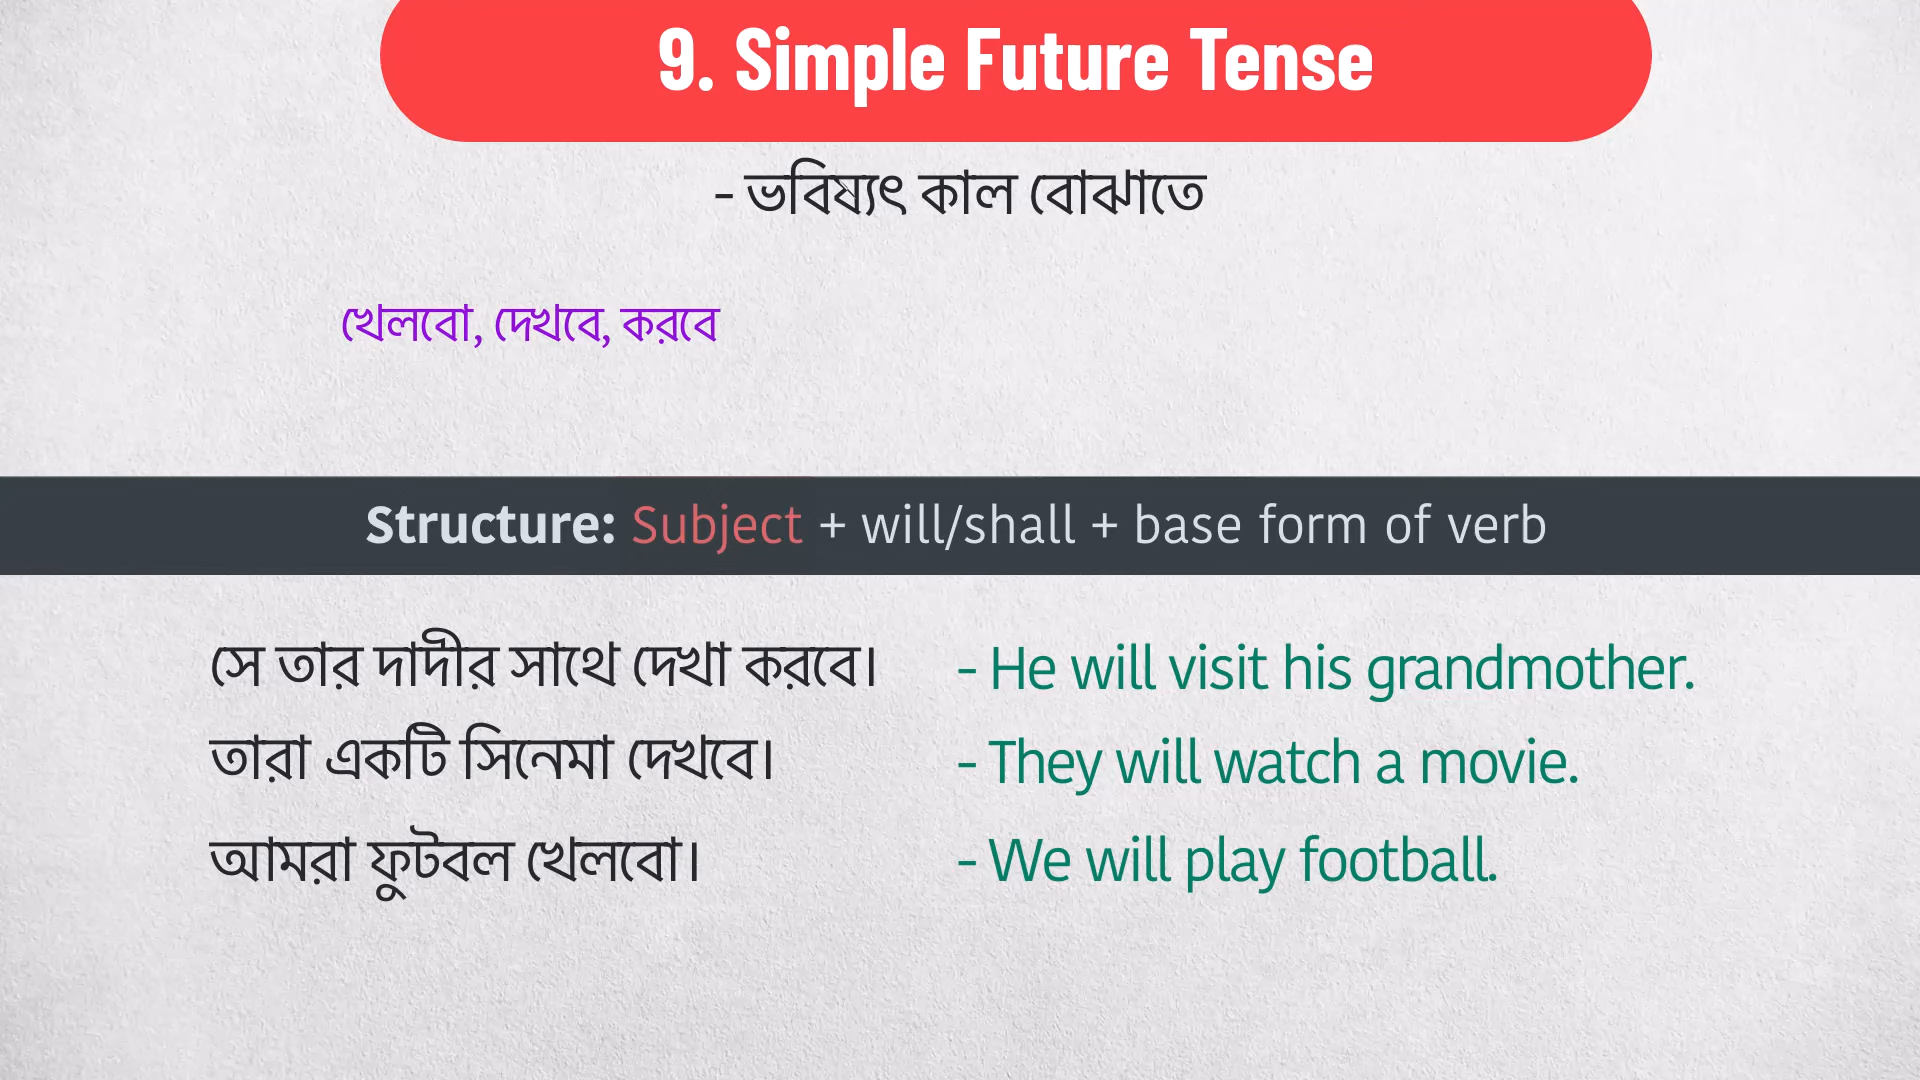 9. Simple Future Tense
- ভবিষ্যৎ কাল বোঝাতে
খেলবো, দেখবে, করবে
Structure: Subject + will/shall + base form of verb
সে তার দাদীর সাথে দেখা করবে। - He will visit his grandmother.
তারা একটি সিনেমা দেখবে। - They will watch a movie.
আমরা ফুটবল খেলবো। - We will play football.